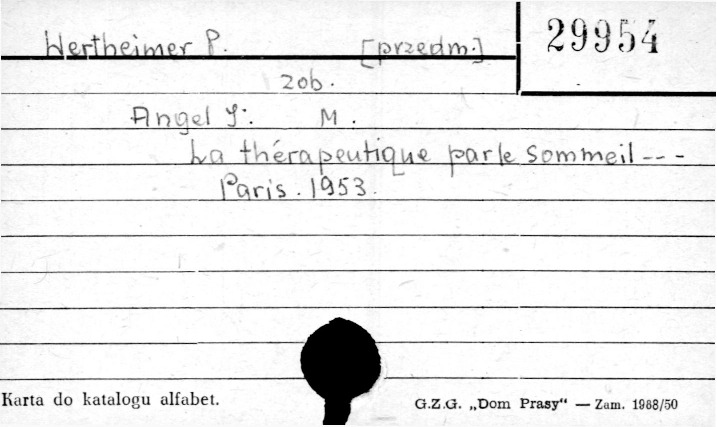 Wertheimer P. [przedm.] 29954
zob.
Angel J. M.
La thérapeutique par le sommeil ---
Paris. 1953.
Karta do katalogu alfabet. G.Z.G. „Dom Prasy“ — Zam. 1988/50